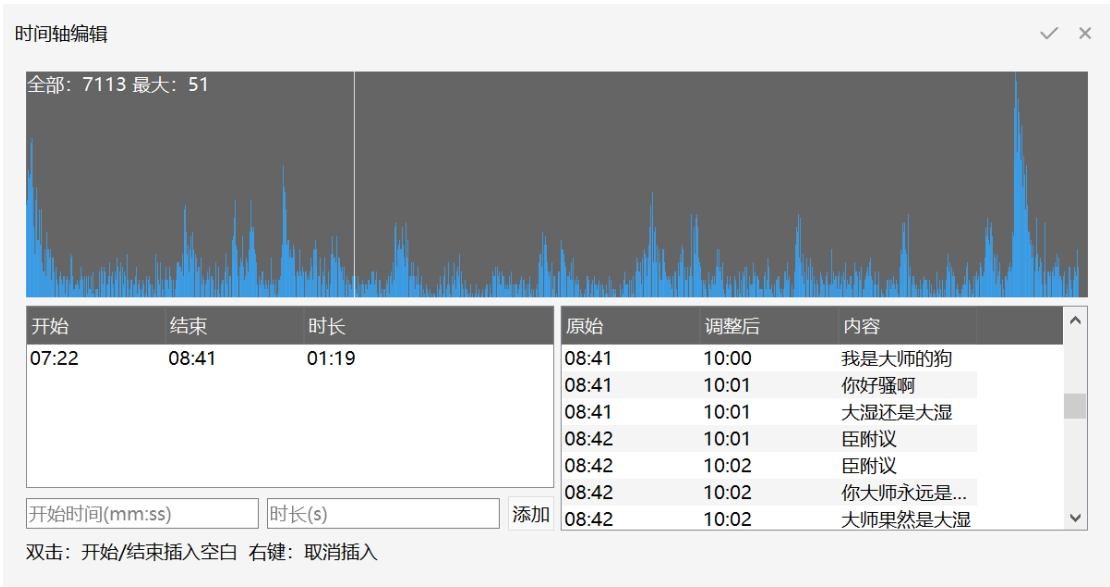 时间轴编辑
全部：7113 最大：51
开始 结束 时长
07:22 08:41 01:19
开始时间(mm:ss) 时长(s) 添加
原始 调整后 内容
08:41 10:00 我是大师的狗
08:41 10:01 你好骚啊
08:41 10:01 大湿还是大湿
08:42 10:01 臣附议
08:42 10:02 臣附议
08:42 10:02 你大师永远是...
08:42 10:02 大师果然是大湿
双击：开始/结束插入空白 右键：取消插入